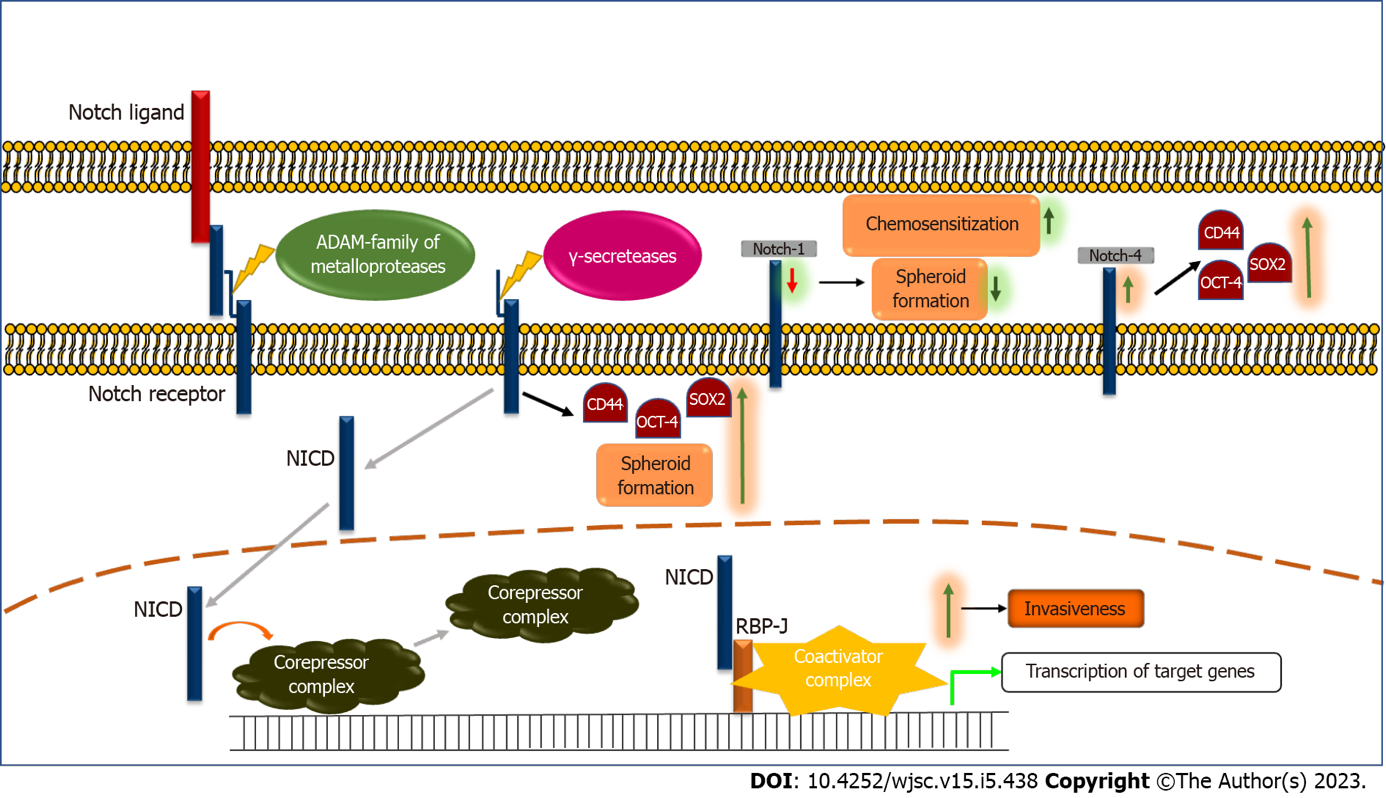 Notch ligand
ADAM-family of
metalloproteases
γ-secreteases
Notch-1
Chemosensitization
Spheroid
formation
Notch-4
CD44
SOX2
OCT-4
Notch receptor
CD44
OCT-4
SOX2
Spheroid
formation
NICD
NICD
Corepressor
complex
Corepressor
complex
NICD
RBP-J
Coactivator
complex
Invasiveness
Transcription of target genes
DOI: 10.4252/wjsc.v15.i5.438 Copyright ©The Author(s) 2023.